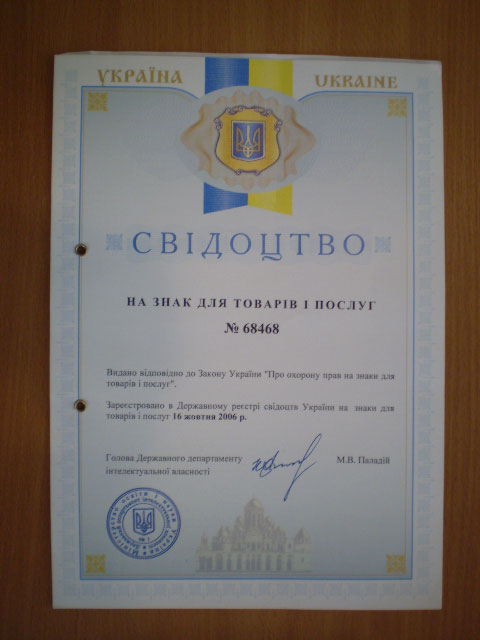 УКРАЇНА
UKRAINE
СВІДОЦТВО
НА ЗНАК ДЛЯ ТОВАРІВ І ПОСЛУГ
№ 68468
Видано відповідно до Закону України "Про охорону прав на знаки для
товарів і послуг".
Зареєстровано в Державному реєстрі свідоцтв України на знаки для
товарів і послуг 16 жовтня 2006 р.
Голова Державного департаменту
інтелектуальної власності
М.В. Паладій